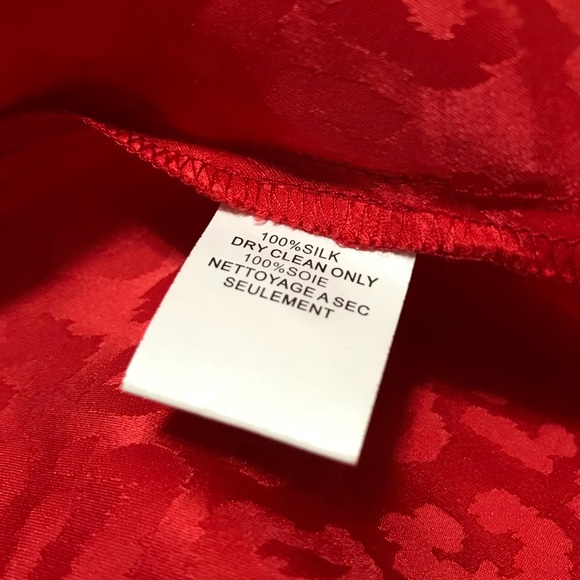 100%SILK
DRY CLEAN ONLY
100%SOIE
NETTOYAGE A SEC
SEULEMENT